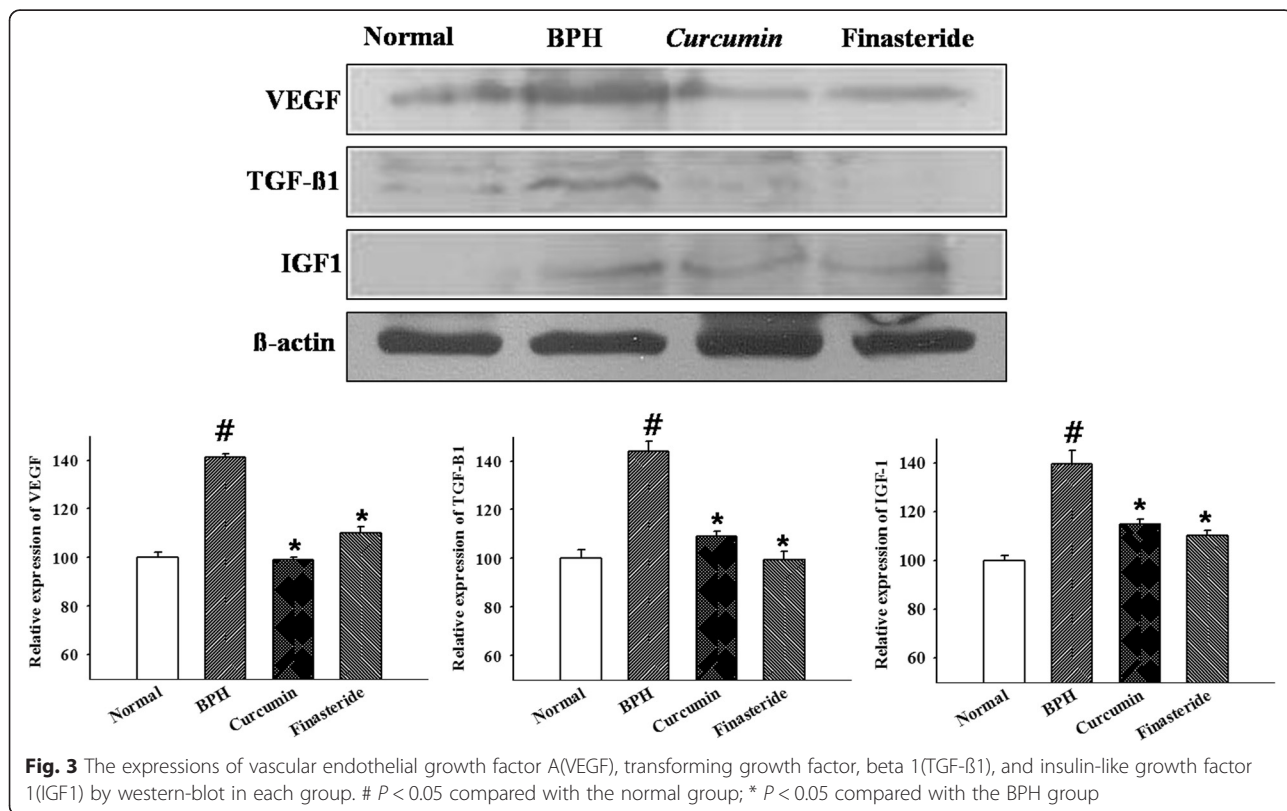 Normal BPH Curcumin Finasteride
VEGF
TGF-ß1
IGF1
ß-actin
Relative expression of VEGF
140
120
100
80
60
#
*
*
Normal
BPH
Curcumin
Finasteride
Relative expression of TGF-B1
140
120
100
80
60
#
*
*
Normal
BPH
Curcumin
Finasteride
Relative expression of IGF-1
140
120
100
80
60
#
*
*
Normal
BPH
Curcumin
Finasteride
Fig. 3 The expressions of vascular endothelial growth factor A(VEGF), transforming growth factor, beta 1(TGF-ß1), and insulin-like growth factor
1(IGF1) by western-blot in each group. # P < 0.05 compared with the normal group; * P < 0.05 compared with the BPH group